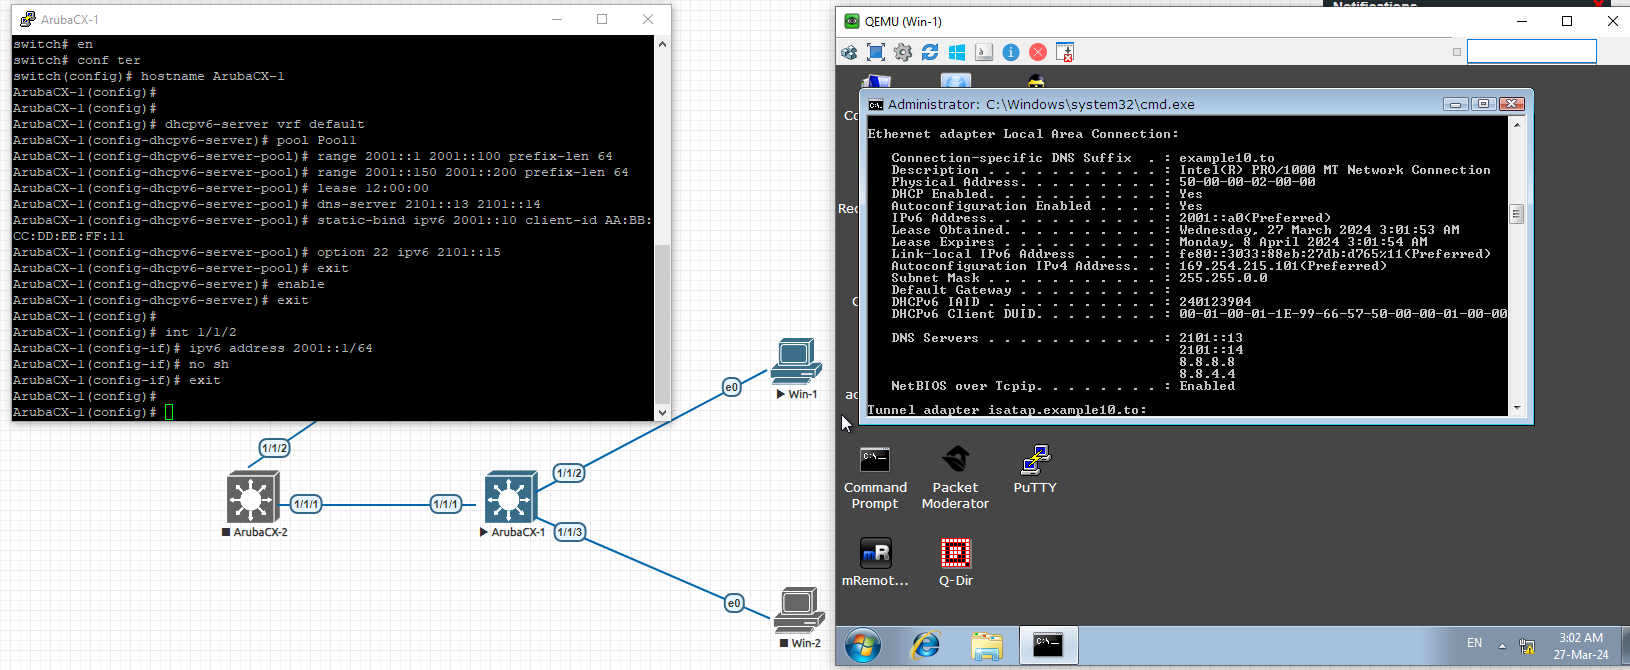 ArubaCX-1
switch# en
switch# conf ter
switch(config)# hostname ArubaCX-1
ArubaCX-1(config)#
ArubaCX-1(config)#
ArubaCX-1(config)# dhcpv6-server vrf default
ArubaCX-1(config-dhcpv6-server)# pool Pool1
ArubaCX-1(config-dhcpv6-server-pool)# range 2001::1 2001::100 prefix-len 64
ArubaCX-1(config-dhcpv6-server-pool)# range 2001::150 2001::200 prefix-len 64
ArubaCX-1(config-dhcpv6-server-pool)# lease 12:00:00
ArubaCX-1(config-dhcpv6-server-pool)# dns-server 2101::13 2101::14
ArubaCX-1(config-dhcpv6-server-pool)# static-bind ipv6 2001::10 client-id AA:BB:
CC:DD:EE:FF:11
ArubaCX-1(config-dhcpv6-server-pool)# option 22 ipv6 2101::15
ArubaCX-1(config-dhcpv6-server-pool)# exit
ArubaCX-1(config-dhcpv6-server)# enable
ArubaCX-1(config-dhcpv6-server)# exit
ArubaCX-1(config)#
ArubaCX-1(config)# int 1/1/2
ArubaCX-1(config-if)# ipv6 address 2001::1/64
ArubaCX-1(config-if)# no sh
ArubaCX-1(config-if)# exit
ArubaCX-1(config)#
ArubaCX-1(config)#
1/1/2
1/1/1
1/1/1
1/1/2
1/1/3
e0
e0
Win-1
ArubaCX-2
ArubaCX-1
Win-2
Notifications
QEMU (Win-1)
Administrator: C:\Windows\system32\cmd.exe
Ethernet adapter Local Area Connection:
Connection-specific DNS Suffix . : example10.to
Description . . . . . . . . . . . : Intel(R) PRO/1000 MT Network Connection
Physical Address. . . . . . . . . : 50-00-00-02-00-00
DHCP Enabled. . . . . . . . . . . : Yes
Autoconfiguration Enabled . . . . : Yes
IPv6 Address. . . . . . . . . . . : 2001::a0(Preferred)
Lease Obtained. . . . . . . . . . : Wednesday, 27 March 2024 3:01:53 AM
Lease Expires . . . . . . . . . . : Monday, 8 April 2024 3:01:54 AM
Link-local IPv6 Address . . . . . : fe80::3033:88eb:27db:d765%11(Preferred)
Autoconfiguration IPv4 Address. . : 169.254.215.101(Preferred)
Subnet Mask . . . . . . . . . . . : 255.255.0.0
Default Gateway . . . . . . . . . :
DHCPv6 IAID . . . . . . . . . . . : 240123904
DHCPv6 Client DUID. . . . . . . . : 00-01-00-01-1E-99-66-57-50-00-00-01-00-00
DNS Servers . . . . . . . . . . . : 2101::13
2101::14
8.8.8.8
8.8.4.4
NetBIOS over Tcpip. . . . . . . . : Enabled
Tunnel adapter isatap.example10.to:
Command
Prompt
Packet
Moderator
PuTTY
mRemot...
Q-Dir
EN
3:02 AM
27-Mar-24